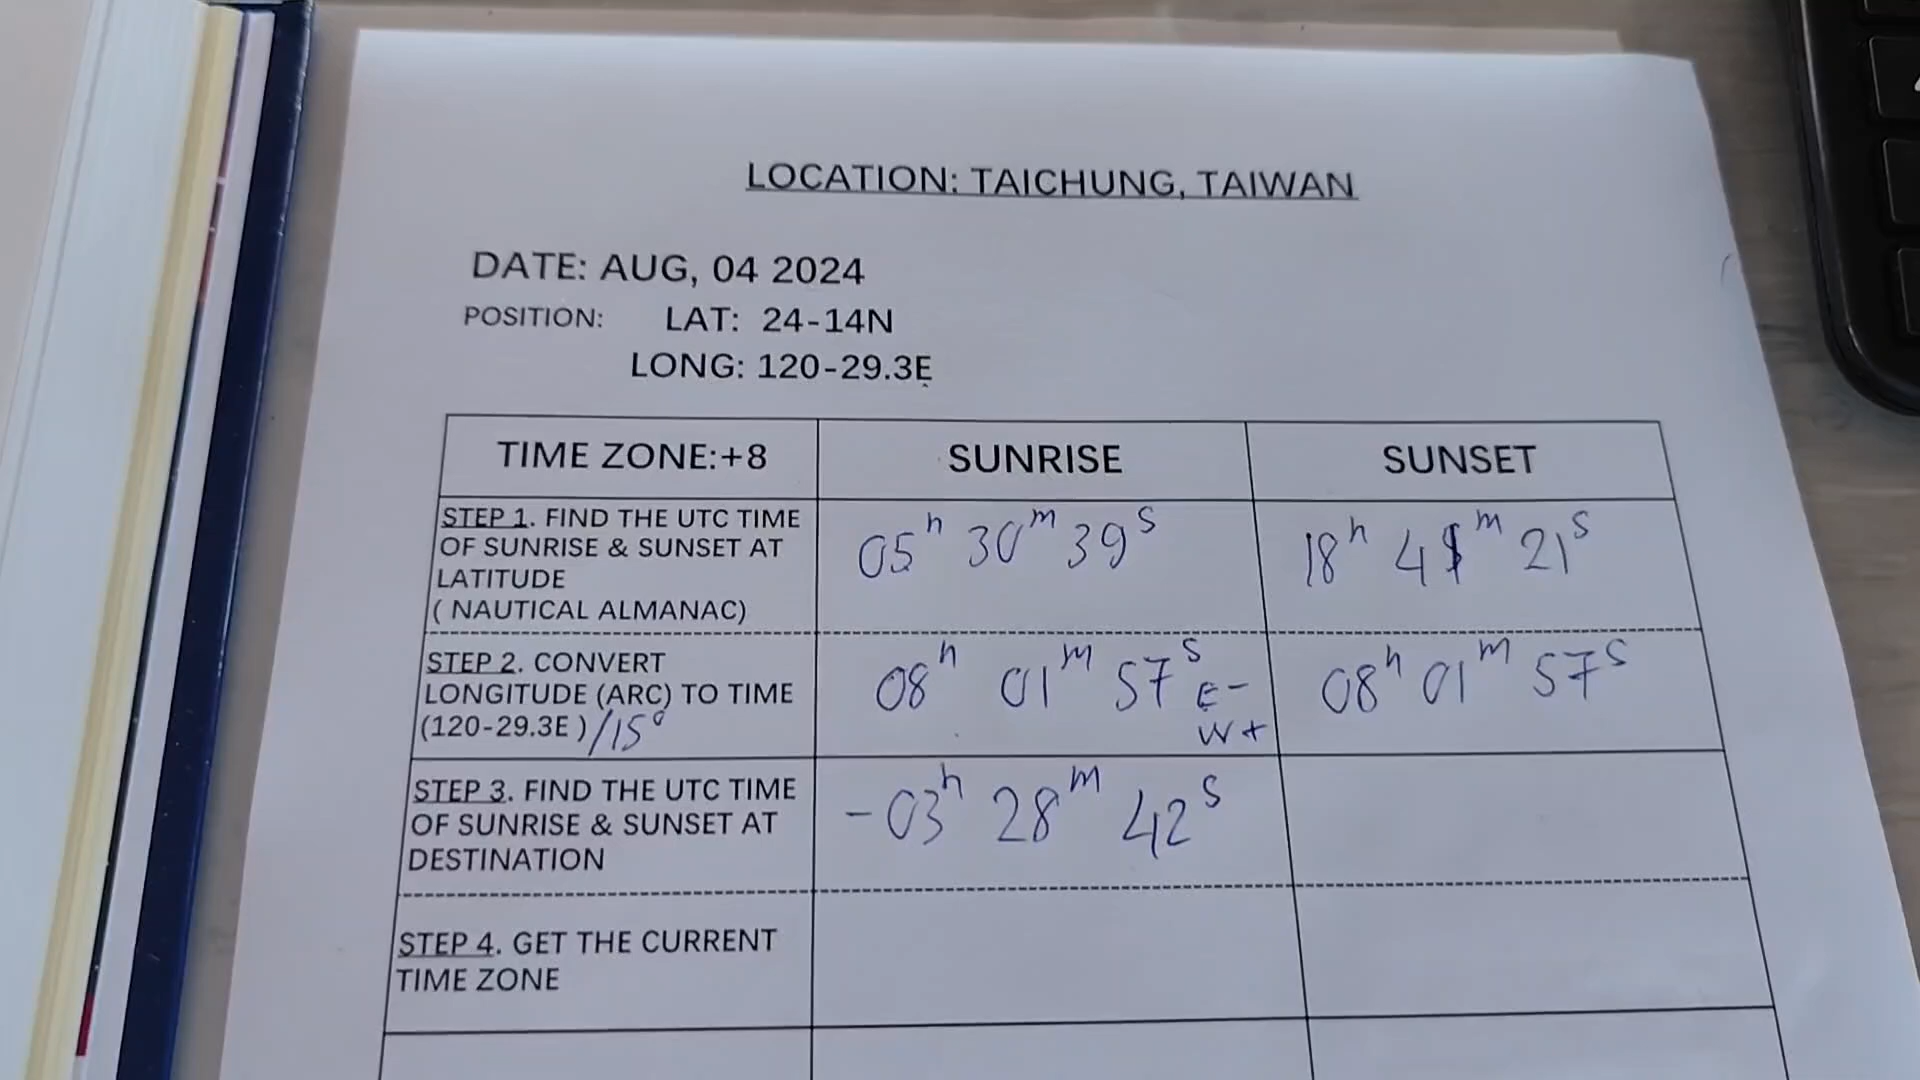 LOCATION: TAICHUNG, TAIWAN
DATE: AUG, 04 2024
POSITION: LAT: 24-14N
LONG: 120-29.3E
TIME ZONE:+8 SUNRISE SUNSET
STEP 1. FIND THE UTC TIME
OF SUNRISE & SUNSET AT
LATITUDE
( NAUTICAL ALMANAC)
05h 30m 39s
18h 41m 21s
STEP 2. CONVERT
LONGITUDE (ARC) TO TIME
(120-29.3E )/15°
08h 01m 57s E-
W+
08h 01m 57s
STEP 3. FIND THE UTC TIME
OF SUNRISE & SUNSET AT
DESTINATION
-03h 28m 42s
STEP 4. GET THE CURRENT
TIME ZONE